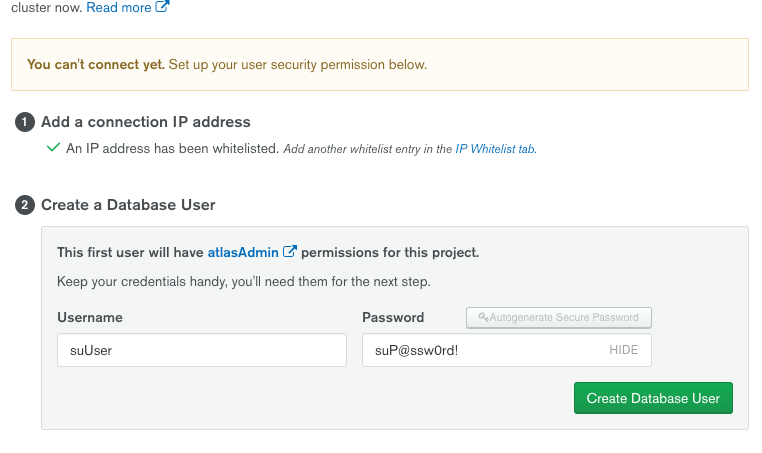 cluster now. Read more
You can't connect yet. Set up your user security permission below.
1 Add a connection IP address
An IP address has been whitelisted. Add another whitelist entry in the IP Whitelist tab.
2 Create a Database User
This first user will have atlasAdmin permissions for this project.
Keep your credentials handy, you'll need them for the next step.
Username
Password
Autogenerate Secure Password
suUser
suP@ssw0rd!
HIDE
Create Database User